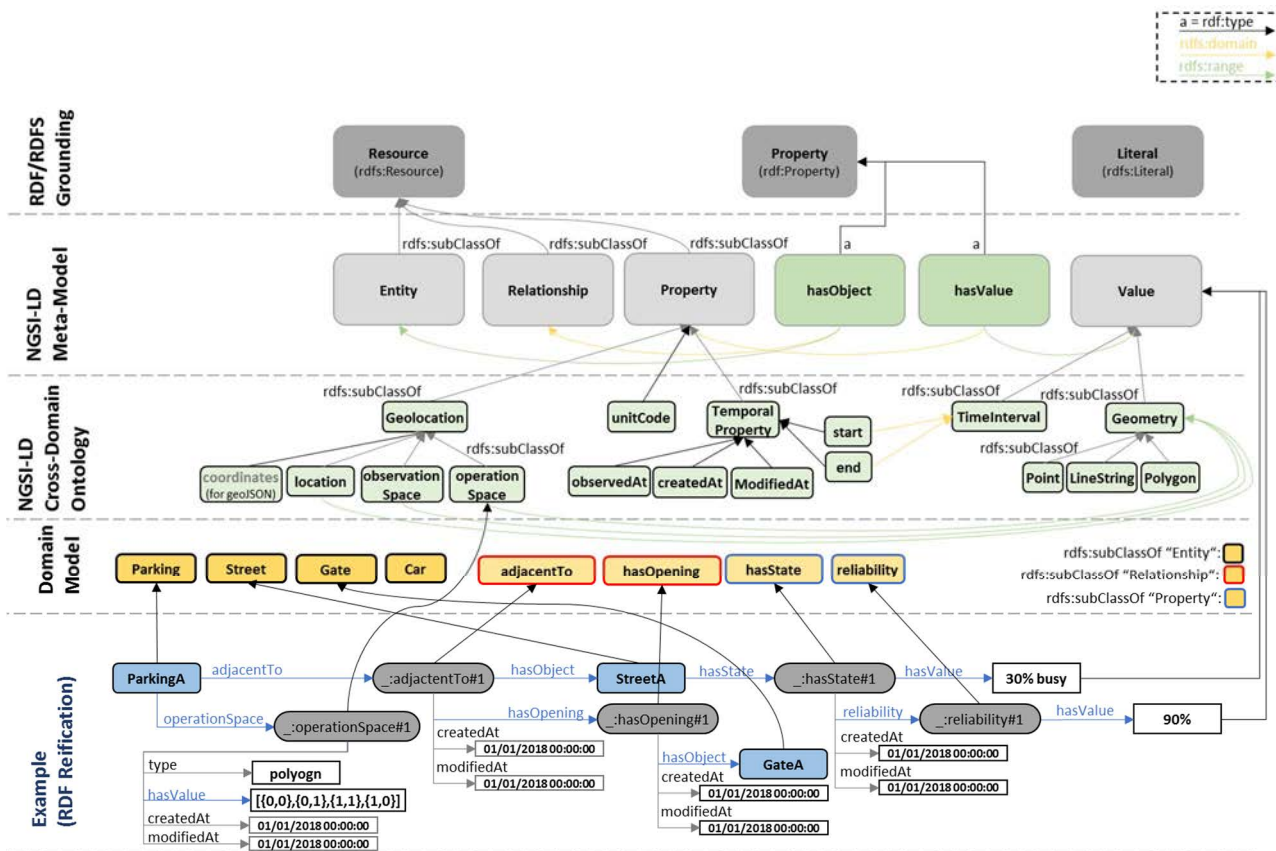 a = rdf:type
rdfs:domain
rdfs:range
RDF/RDFS
Grounding
Resource
(rdfs:Resource)
Property
(rdf:Property)
Literal
(rdfs:Literal)
NGSI-LD
Meta-Model
rdfs:subClassOf
rdfs:subClassOf
rdfs:subClassOf
a
a
Entity
Relationship
Property
hasObject
hasValue
Value
NGSI-LD
Cross-Domain
Ontology
rdfs:subClassOf
rdfs:subClassOf
rdfs:subClassOf
rdfs:subClassOf
Geolocation
unitCode
Temporal
Property
start
end
TimeInterval
Geometry
rdfs:subClassOf
rdfs:subClassOf
coordinates
(for geoJSON)
location
observation
Space
operation
Space
observedAt
createdAt
ModifiedAt
Point
LineString
Polygon
Domain
Model
Parking
Street
Gate
Car
adjacentTo
hasOpening
hasState
reliability
rdfs:subClassOf "Entity":
rdfs:subClassOf "Relationship":
rdfs:subClassOf "Property":
Example
(RDF Reification)
ParkingA
adjacentTo
_:adjactentTo#1
hasObject
StreetA
hasState
_:hasState#1
hasValue
30% busy
operationSpace
_:operationSpace#1
hasOpening
_:hasOpening#1
reliability
_:reliability#1
hasValue
90%
createdAt
01/01/2018 00:00:00
modifiedAt
01/01/2018 00:00:00
hasObject
GateA
createdAt
01/01/2018 00:00:00
modifiedAt
01/01/2018 00:00:00
createdAt
01/01/2018 00:00:00
modifiedAt
01/01/2018 00:00:00
type
polyogn
hasValue
[{0,0},{0,1},{1,1},{1,0}]
createdAt
01/01/2018 00:00:00
modifiedAt
01/01/2018 00:00:00